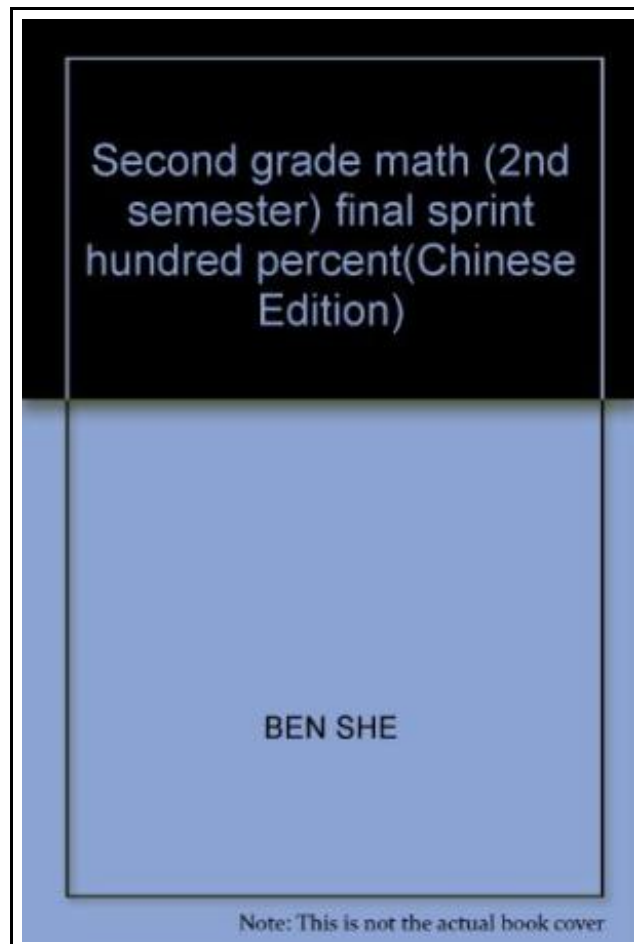 Second grade math (2nd
semester) final sprint
hundred percent(Chinese
Edition)
BEN SHE
Note: This is not the actual book cover